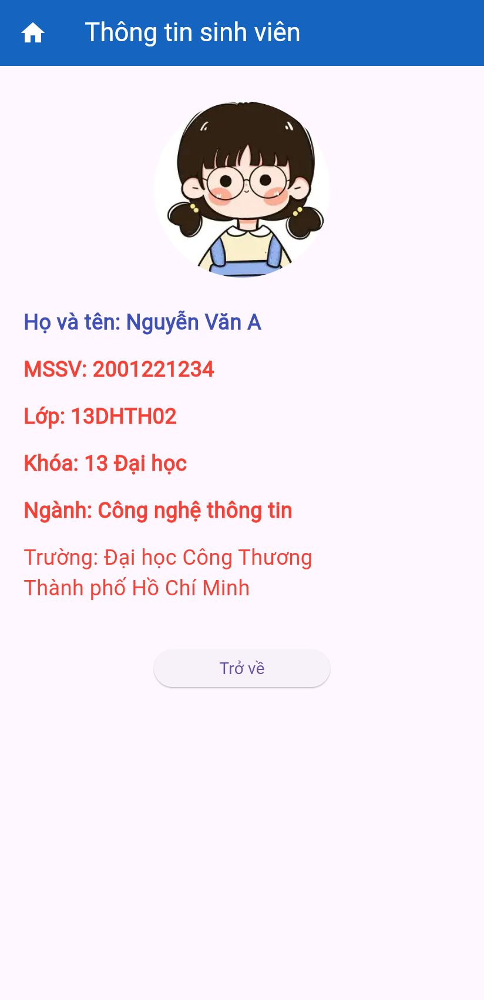 Thông tin sinh viên
Họ và tên: Nguyễn Văn A
MSSV: 2001221234
Lớp: 13DHTH02
Khóa: 13 Đại học
Ngành: Công nghệ thông tin
Trường: Đại học Công Thương
Thành phố Hồ Chí Minh
Trở về